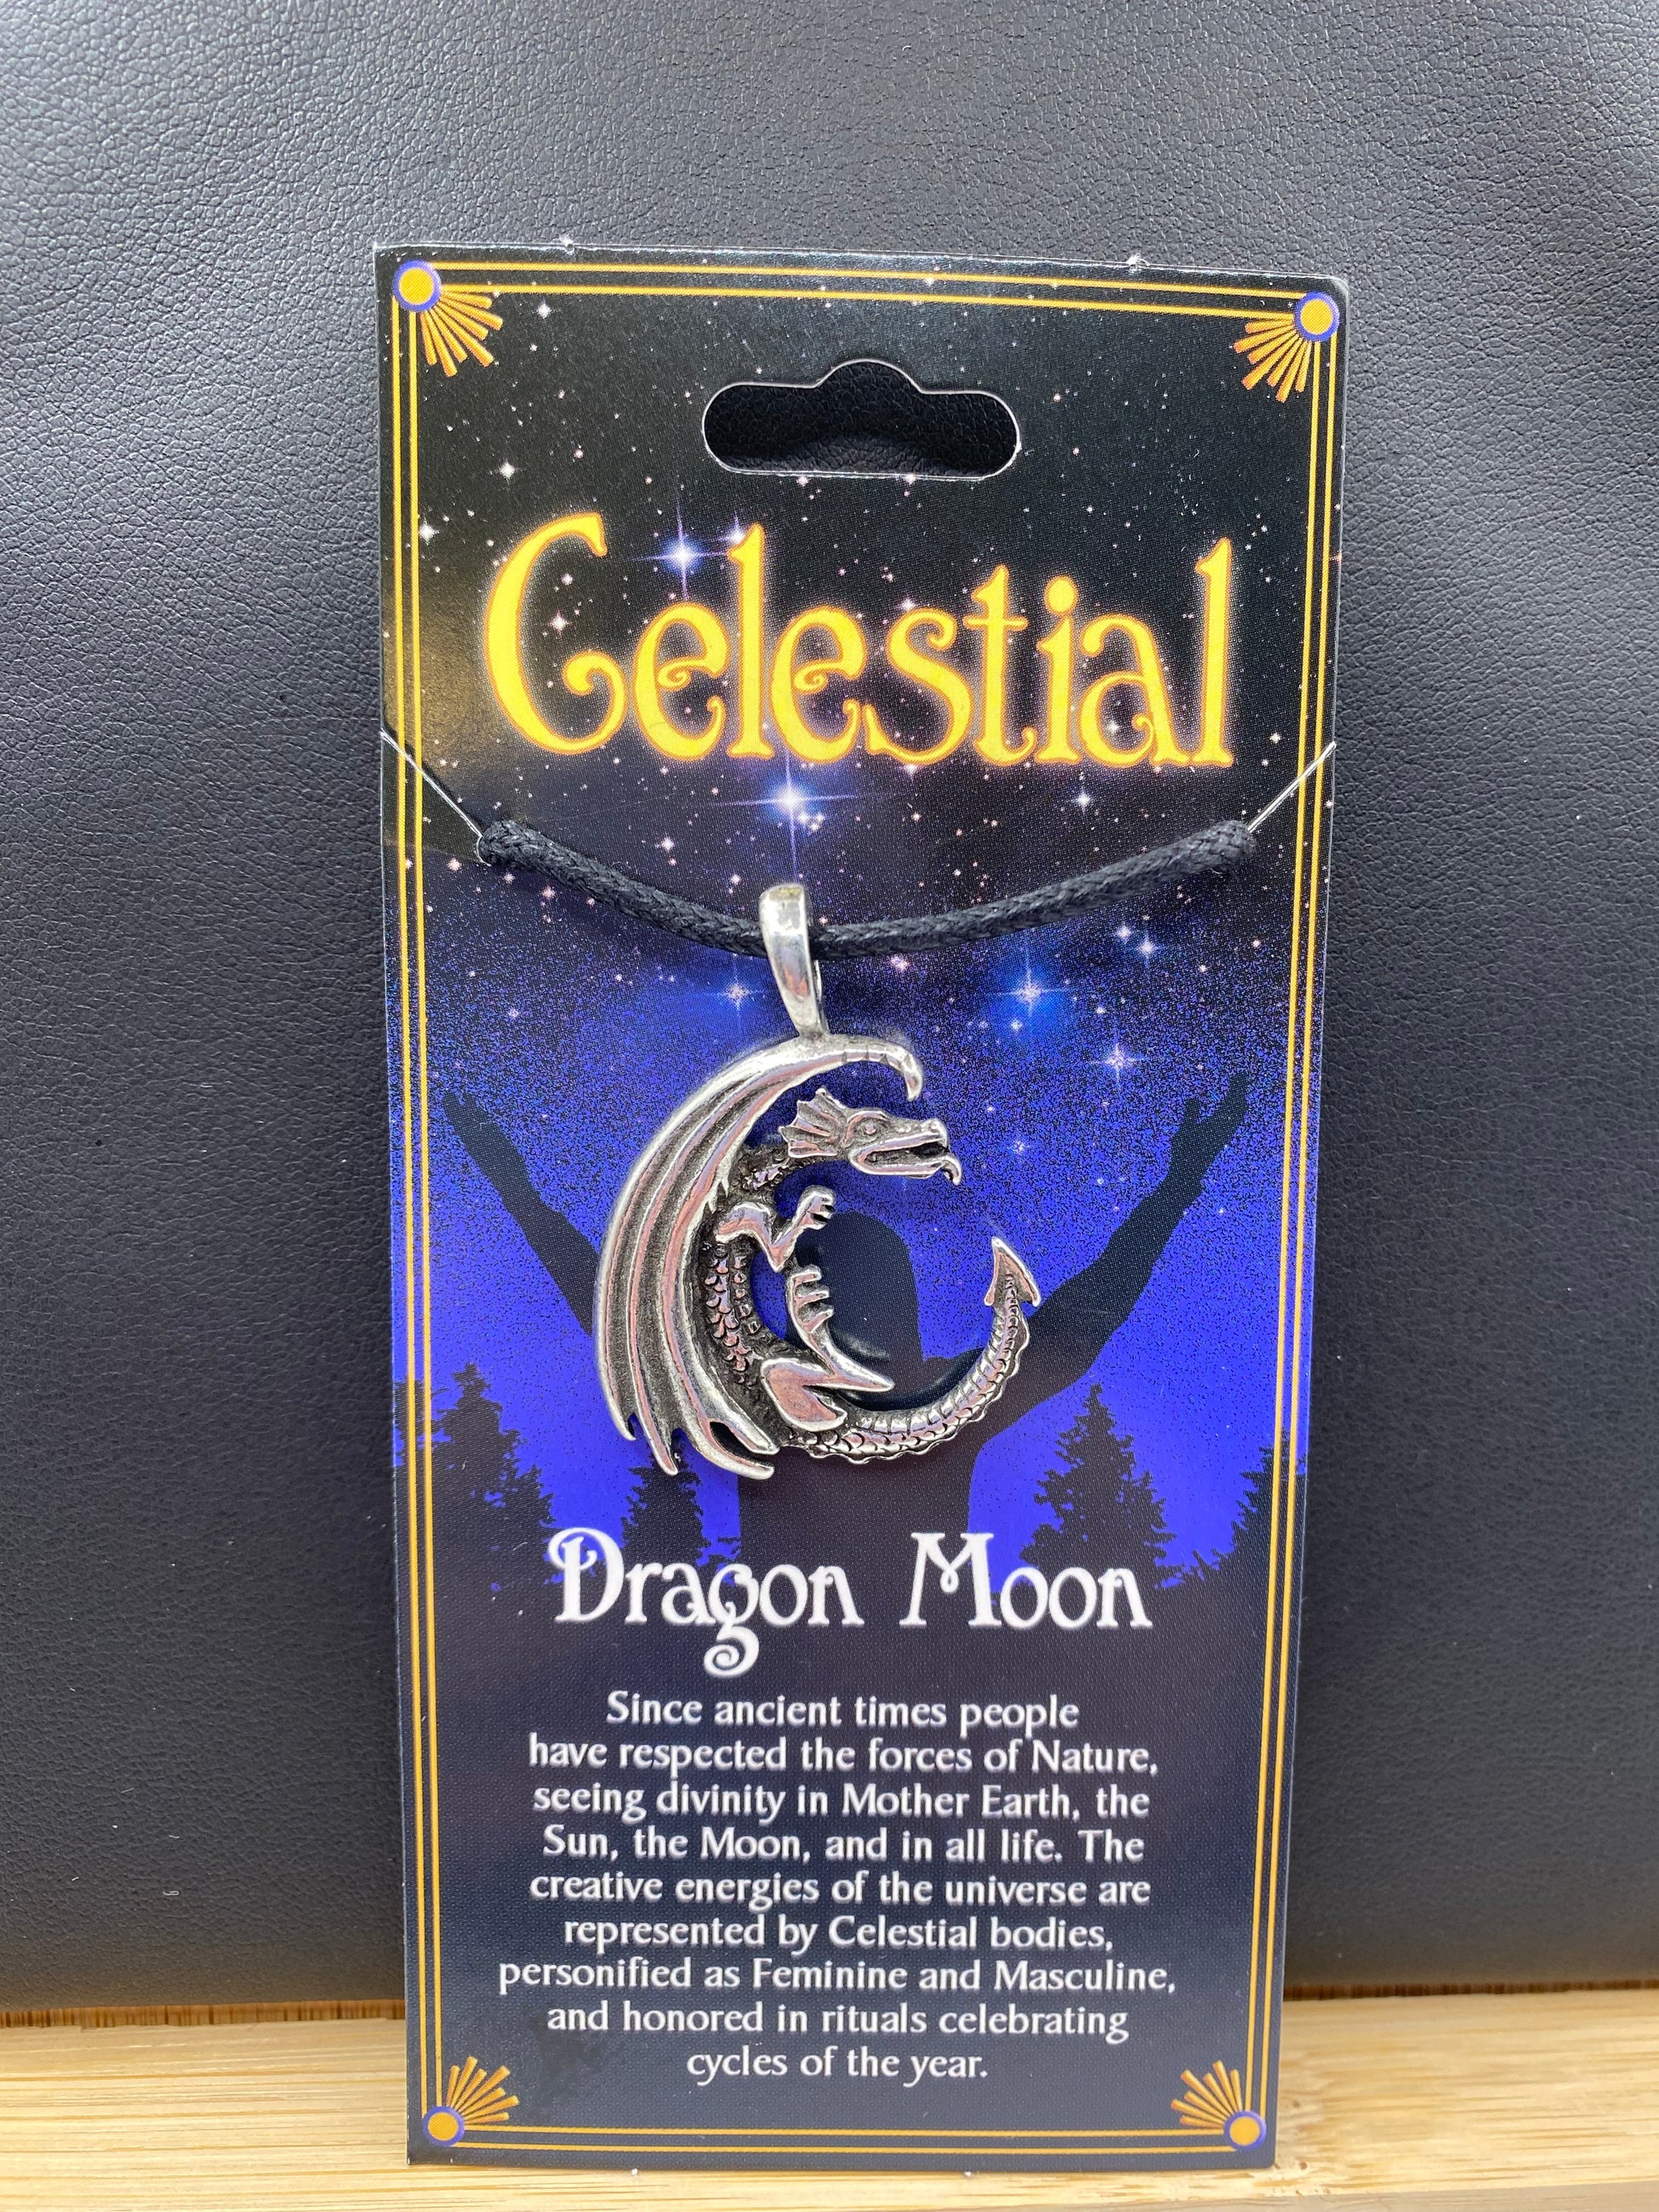 Celestial
Dragon Moon
Since ancient times people
have respected the forces of Nature,
seeing divinity in Mother Earth, the
Sun, the Moon, and in all life. The
creative energies of the universe are
represented by Celestial bodies,
personified as Feminine and Masculine,
and honored in rituals celebrating
cycles of the year.